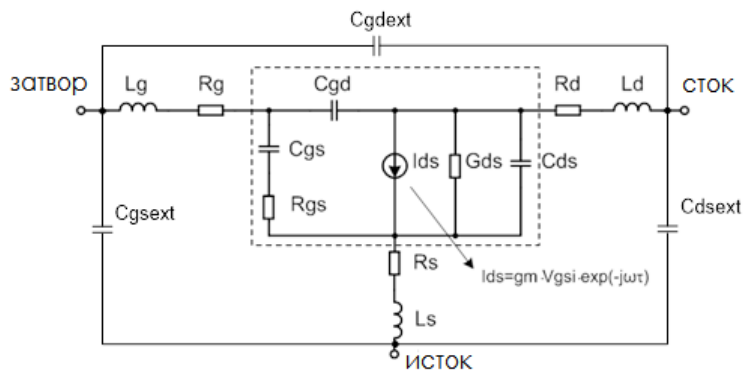 Cgdext
затвор Lg Rg Cgd Rd Ld сток
Cgs Ids Gds Cds
Rgs
Cgsext Cdsext
Rs
Ids=gm·Vgsi·exp(-jωτ)
Ls
исток